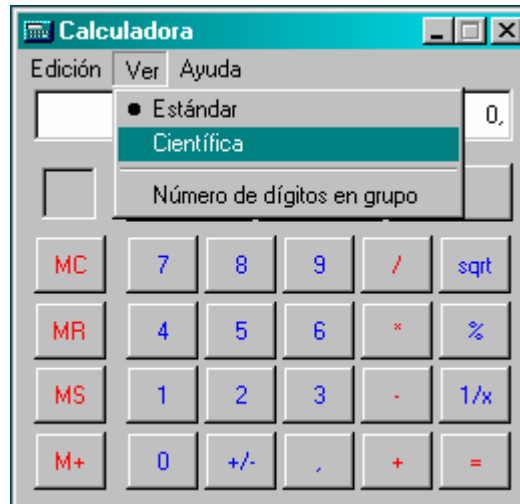 Calculadora
Edición Ver Ayuda
Estándar
0,
Científica
Número de dígitos en grupo
MC 7 8 9 / sqrt
MR 4 5 6 * %
MS 1 2 3 - 1/x
M+ 0 +/- , + =